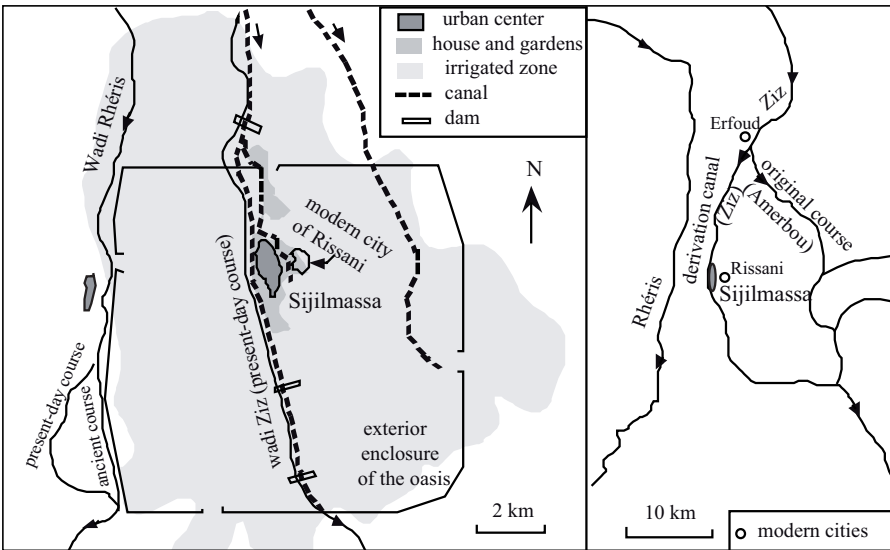 urban center
house and gardens
irrigated zone
canal
dam
Wadi Rhéris
N
modern city
of Rissani
Sijilmassa
wadi Ziz (present-day course)
present-day course
ancient course
exterior
enclosure
of the oasis
2 km
Ziz
Erfoud
original course
(Amerbou)
derivation canal
(Ziz)
Rissani
Sijilmassa
Rhéris
10 km
modern cities